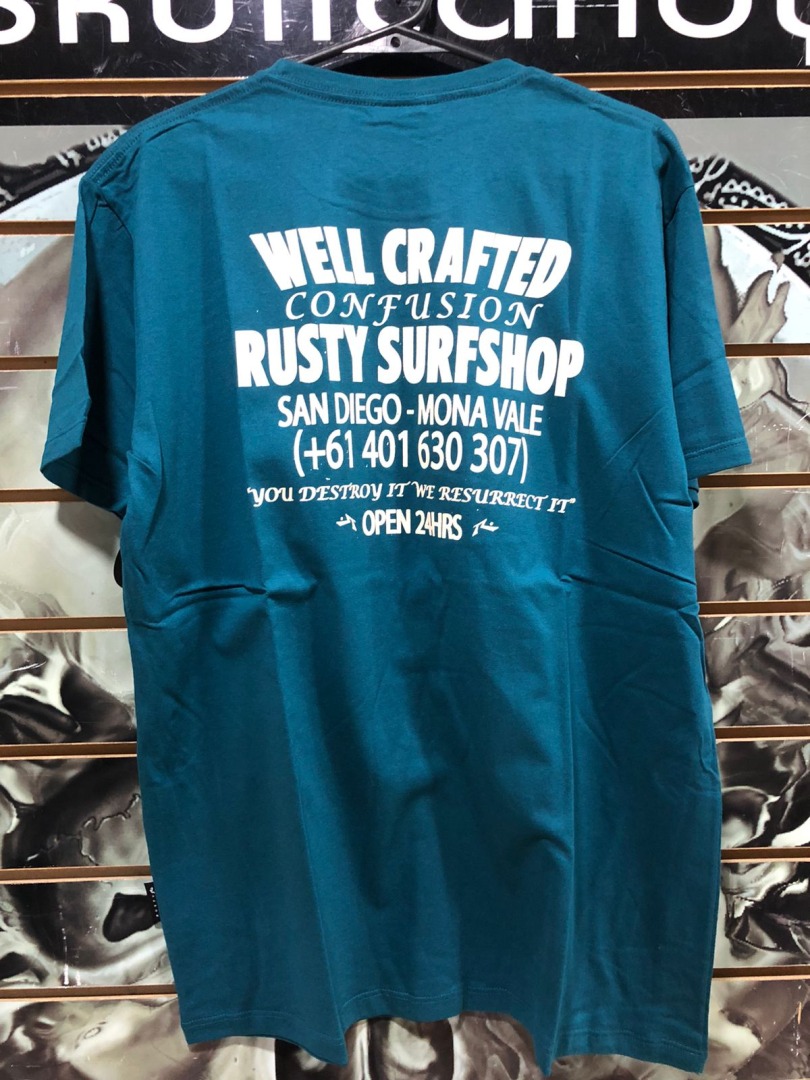 WELL CRAFTED
CONFUSION
RUSTY SURFSHOP
SAN DIEGO - MONA VALE
(+61 401 630 307)
"YOU DESTROY IT WE RESURRECT IT"
OPEN 24HRS